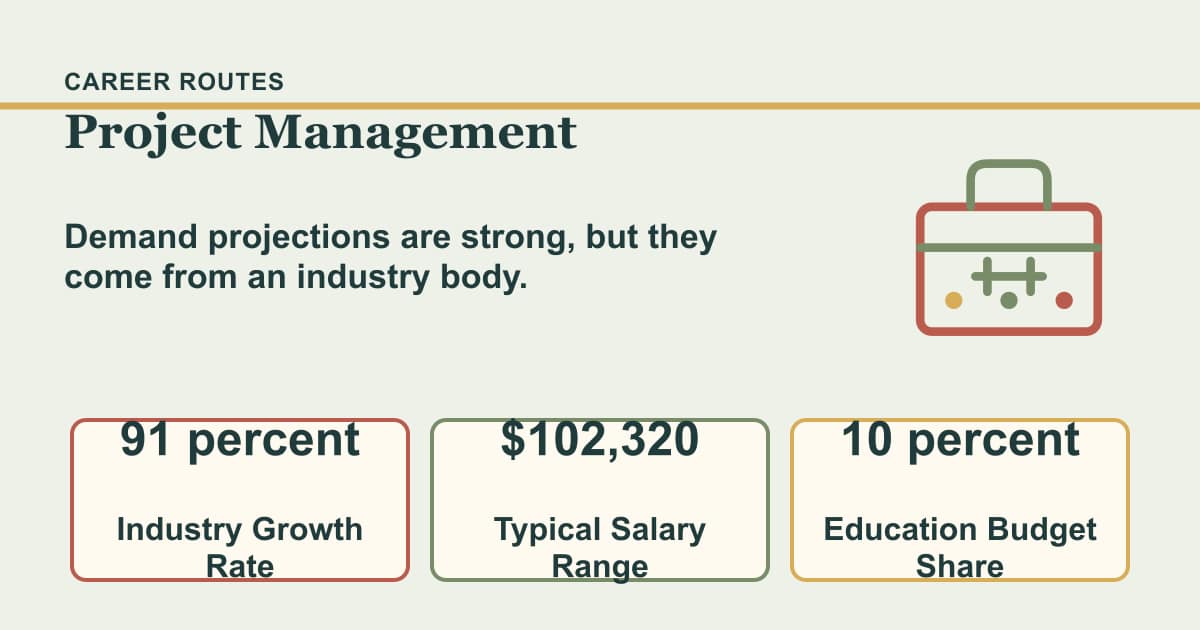 CAREER ROUTES
Project Management
Demand projections are strong, but they
come from an industry body.
91 percent
Industry Growth
Rate
$102,320
Typical Salary
Range
10 percent
Education Budget
Share